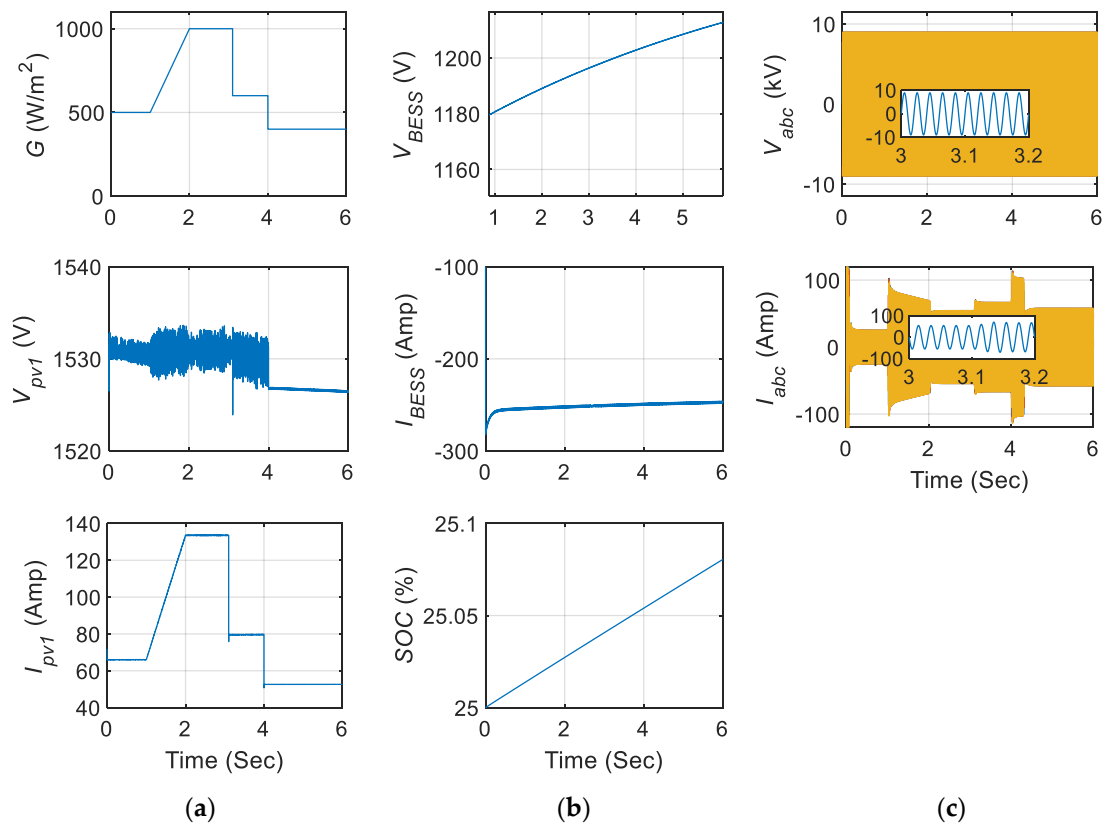 1000
500
0
G (W/m2)
0 2 4 6
1200
1180
1160
VBESS (V)
1 2 3 4 5
10
0
-10
Vabc (kV)
10
0
-10
3 3.1 3.2
0 2 4 6
1540
1530
1520
Vpv1 (V)
0 2 4 6
-100
-200
-300
IBESS (Amp)
0 2 4 6
100
0
-100
Iabc (Amp)
100
0
-100
3 3.1 3.2
0 2 4 6
Time (Sec)
140
120
100
80
60
40
Ipv1 (Amp)
0 2 4 6
Time (Sec)
25.1
25.05
25
SOC (%)
0 2 4 6
Time (Sec)
(a) (b) (c)